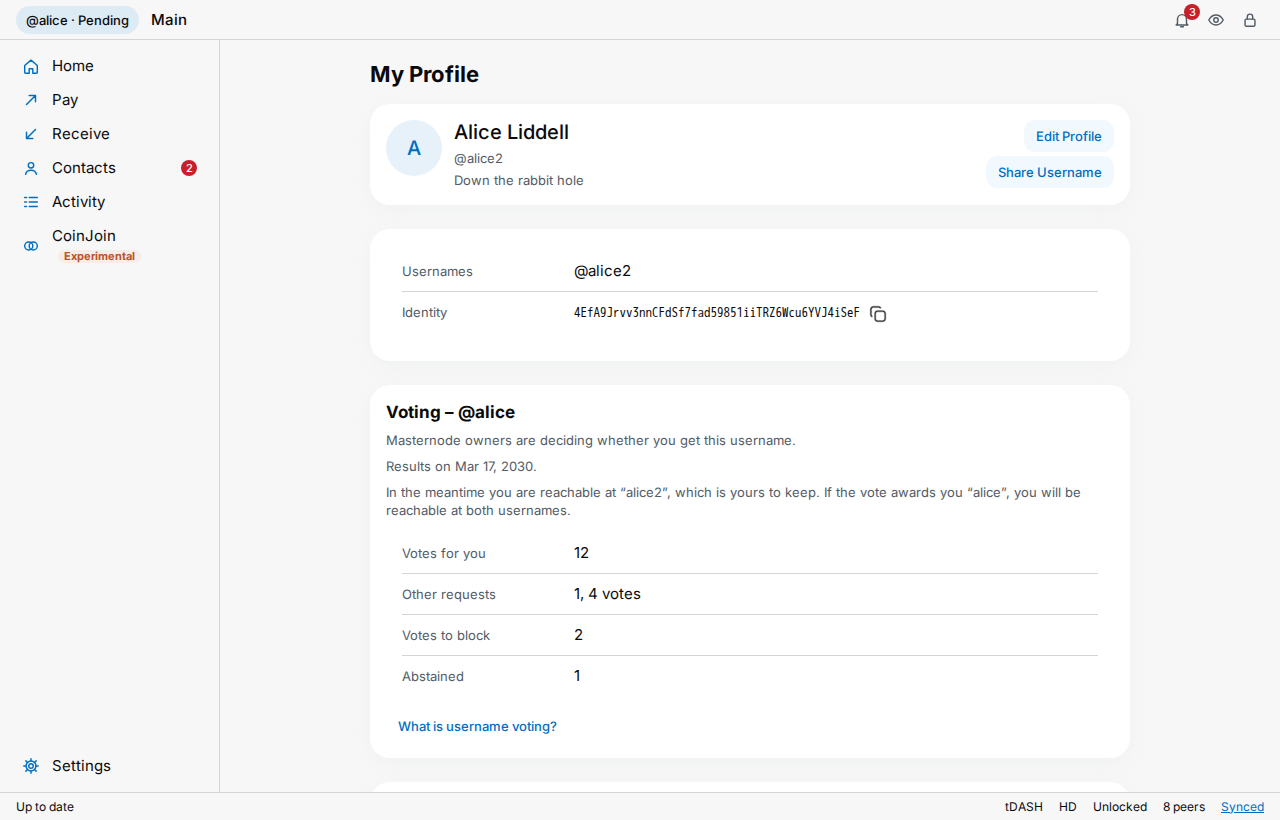 @alice · Pending Main 3
Home
Pay
Receive
Contacts 2
Activity
CoinJoin
Experimental
Settings
My Profile
A
Alice Liddell
@alice2
Down the rabbit hole
Edit Profile
Share Username
Usernames @alice2
Identity 4EfA9Jrvv3nnCFdSf7fad59851iiTRZ6Wcu6YVJ4iSeF
Voting – @alice
Masternode owners are deciding whether you get this username.
Results on Mar 17, 2030.
In the meantime you are reachable at “alice2”, which is yours to keep. If the vote awards you “alice”, you will be
reachable at both usernames.
Votes for you 12
Other requests 1, 4 votes
Votes to block 2
Abstained 1
What is username voting?
Up to date tDASH HD Unlocked 8 peers Synced